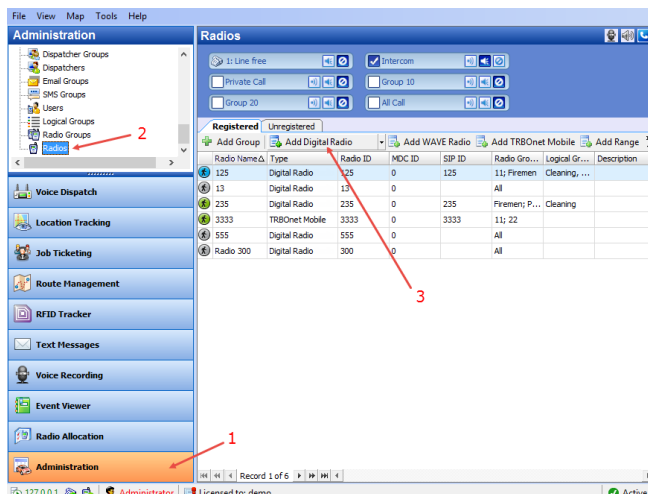 File View Map Tools Help
Administration
Dispatcher Groups
Dispatchers
Email Groups
SMS Groups
Users
Logical Groups
Radio Groups
Radios
2
Voice Dispatch
Location Tracking
Job Ticketing
Route Management
RFID Tracker
Text Messages
Voice Recording
Event Viewer
Radio Allocation
Administration
1
Radios
1: Line free Intercom
Private Call Group 10
Group 20 All Call
Registered Unregistered
Add Group Add Digital Radio Add WAVE Radio Add TRBOnet Mobile Add Range
Radio Name Type Radio ID MDC ID SIP ID Radio Gro... Logical Gr... Description
125 Digital Radio 125 0 125 11; Firemen Cleaning, ...
13 Digital Radio 13 0 All
235 Digital Radio 235 0 235 Firemen; P... Cleaning
3333 TRBOnet Mobile 3333 0 3333 11; 22
555 Digital Radio 555 0 All
Radio 300 Digital Radio 300 0 All
3
Record 1 of 6
127.0.0.1 Administrator Licensed to: demo Active